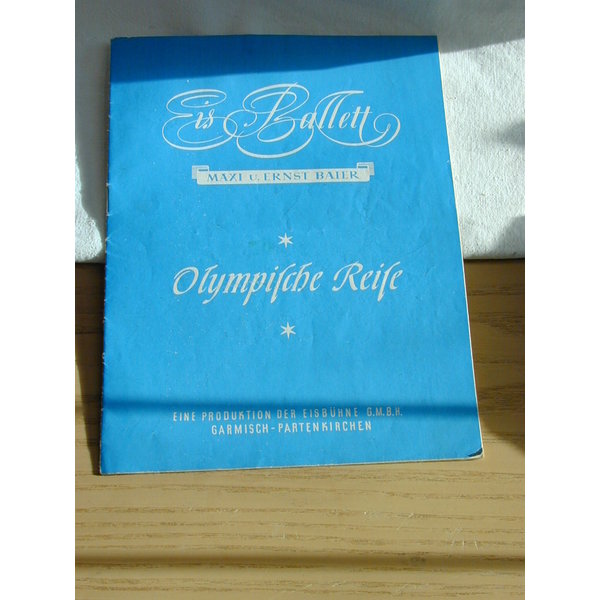 Eis Ballett
MAXI U. ERNST BAIER
Olympiſche Reiſe
EINE PRODUKTION DER EISBÜHNE G.M.B.H.
GARMISCH-PARTENKIRCHEN